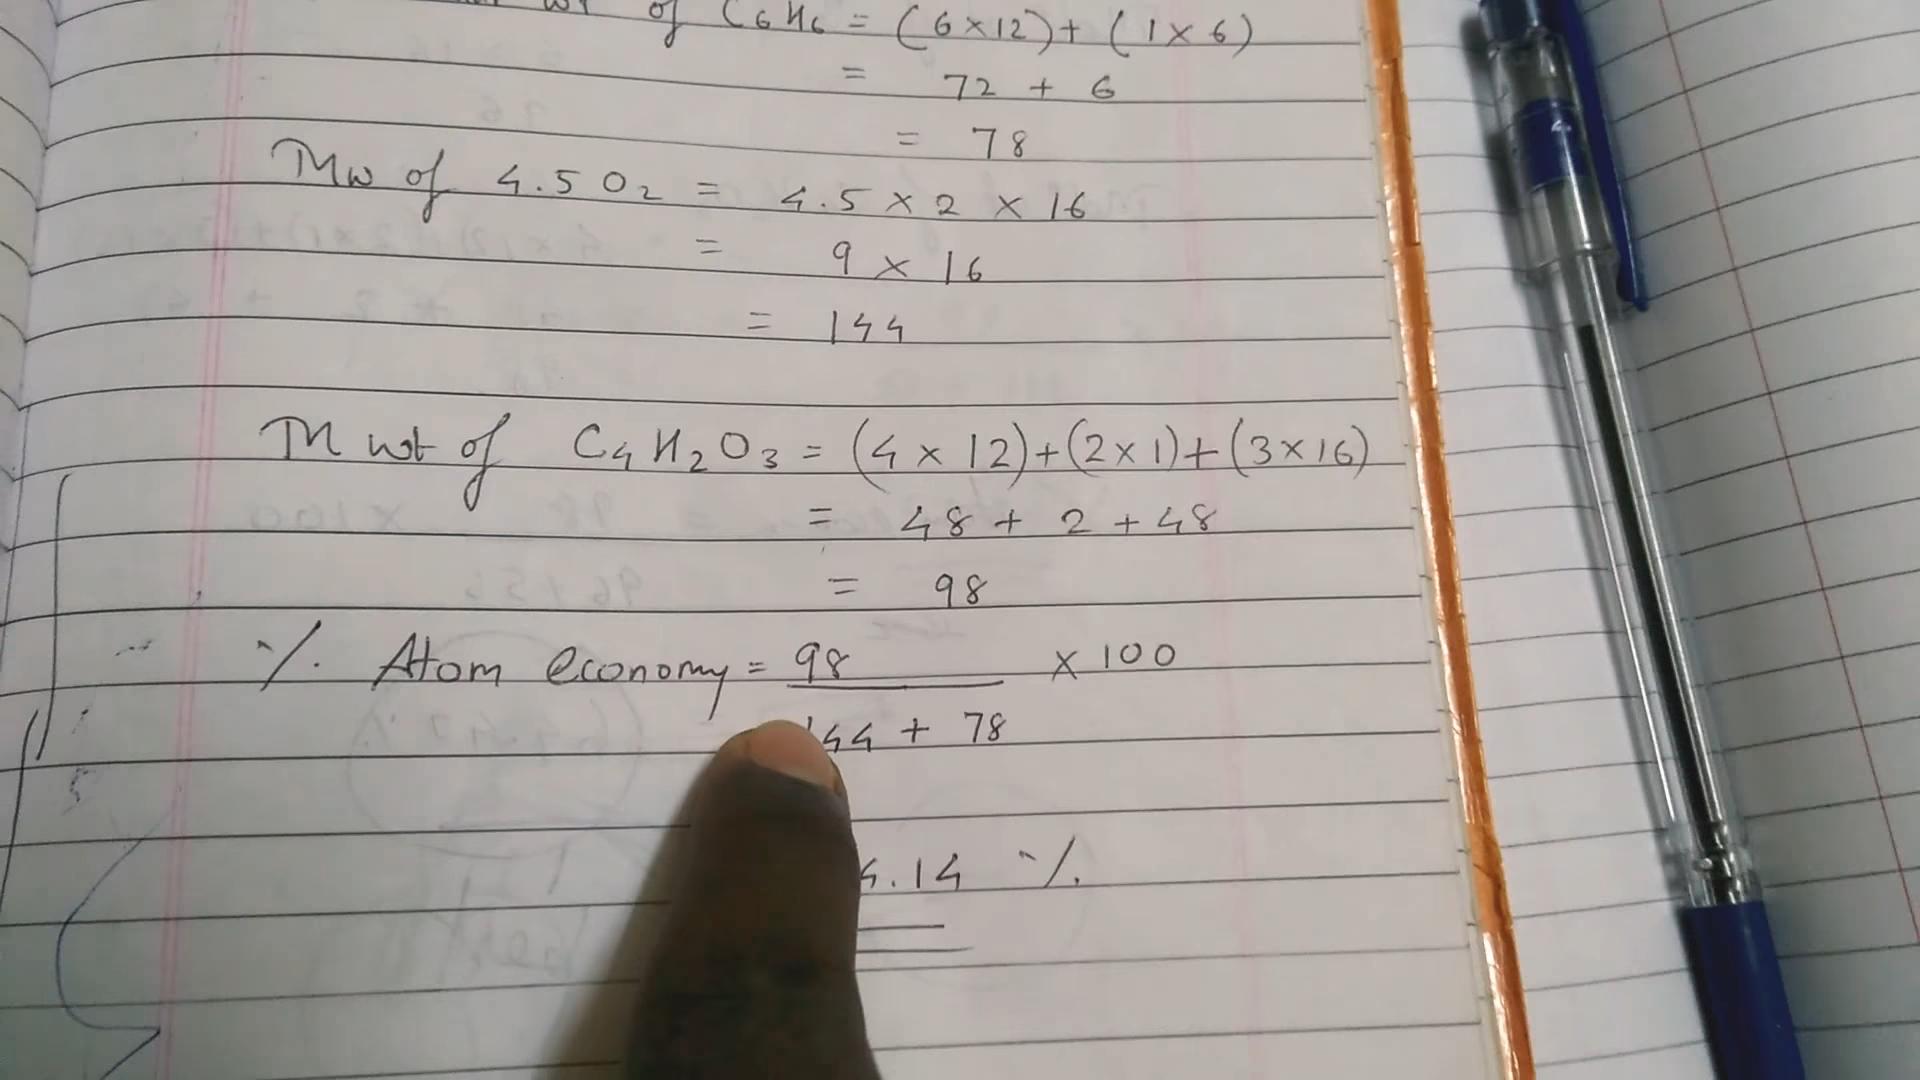 of C6H6 = (6×12)+(1×6)
= 72 + 6
= 78
Mw of 4.5 O2 = 4.5 × 2 × 16
= 9 × 16
= 144
M wt of C4H2O3 = (4 × 12)+(2×1)+(3×16)
= 48 + 2 + 48
= 98
% Atom economy = 98 × 100
44 + 78
4.14 %